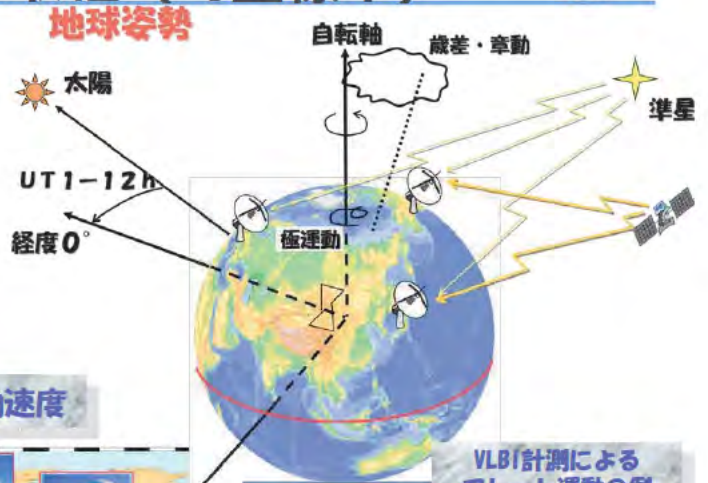 地球姿勢
自転軸
歳差・章動
太陽
準星
UT1-12h
経度0°
極運動
速度
VLBI計測による